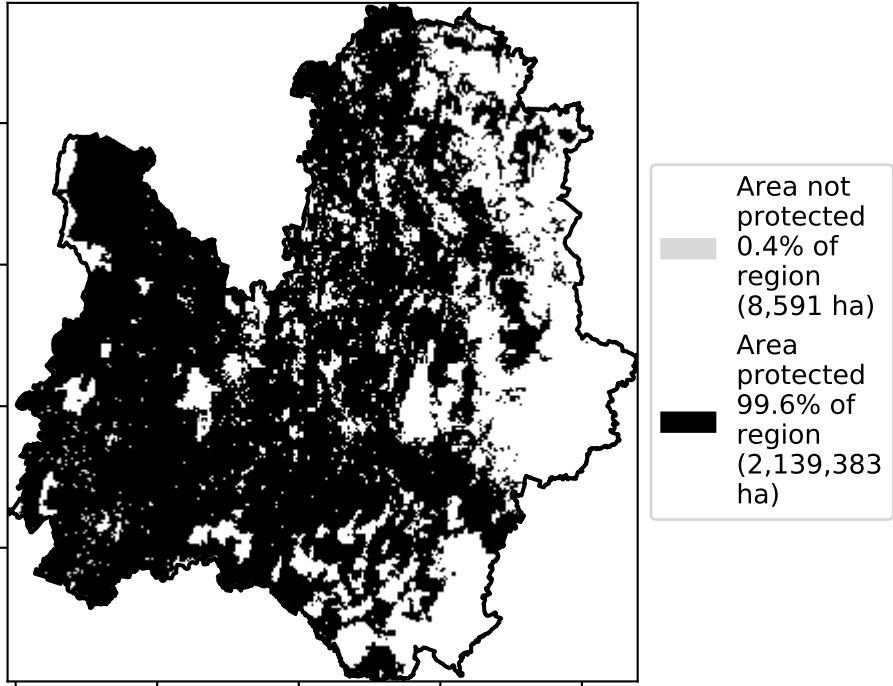 Area not
protected
0.4% of
region
(8,591 ha)
Area
protected
99.6% of
region
(2,139,383
ha)